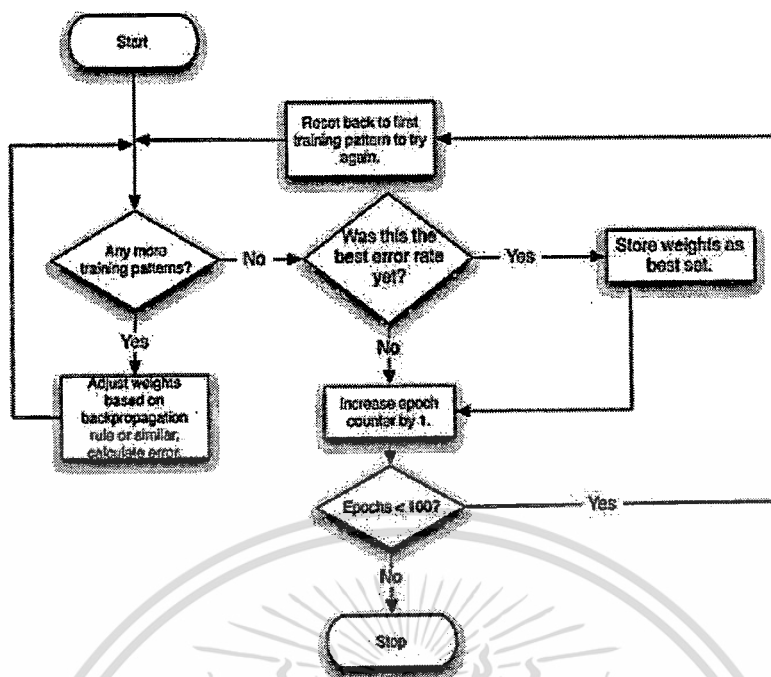 Start
Reset back to first
training pattern to try
again.
Any more
training patterns?
No
Was this the
best error rate
yet?
Yes
Store weights as
best set.
Yes
No
Adjust weights
based on
backpropagation
rule or similar,
calculate error.
Increase epoch
counter by 1.
Epochs < 100?
Yes
No
Stop